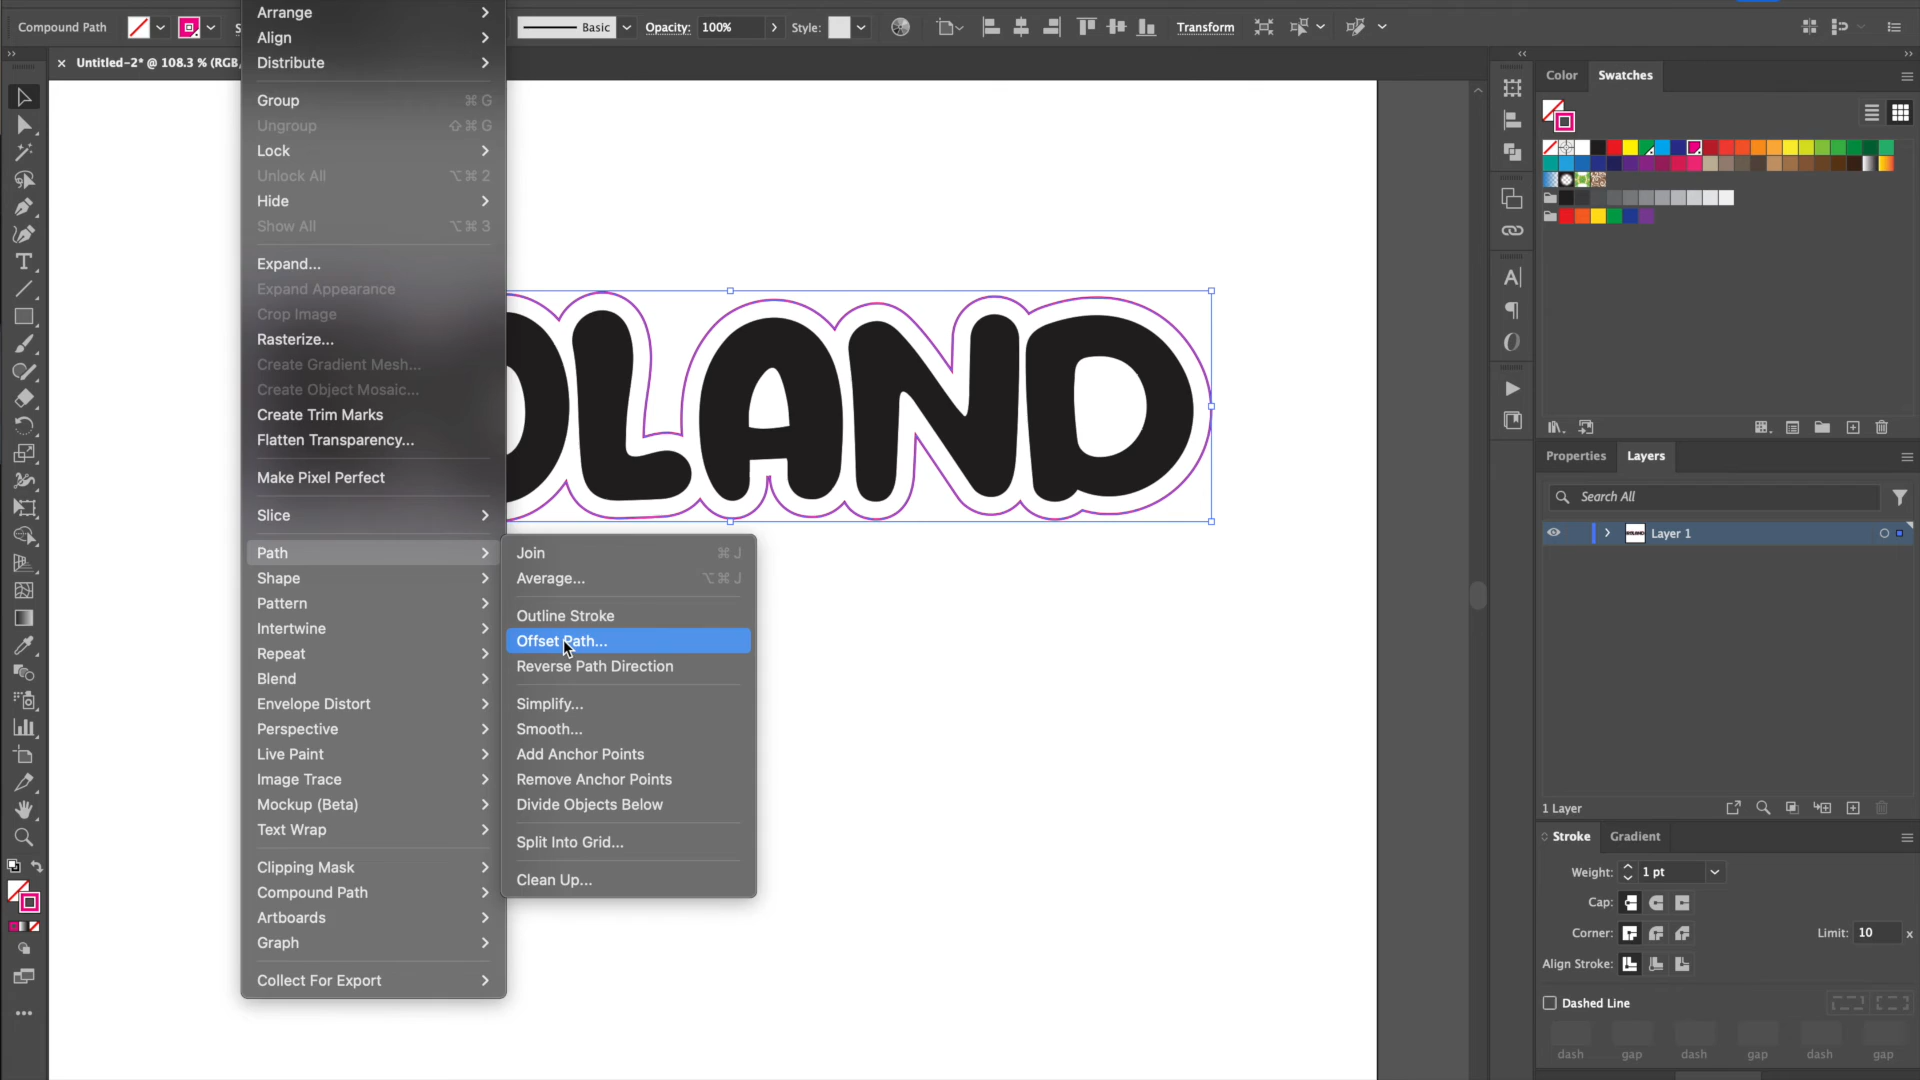 Compound Path
Basic
Opacity: 100%
Style:
Transform
× Untitled-2* @ 108.3 % (RGB
Arrange
Align
Distribute
Group ⌘ G
Ungroup ⇧ ⌘ G
Lock
Unlock All ⌥ ⌘ 2
Hide
Show All ⌥ ⌘ 3
Expand...
Expand Appearance
Crop Image
Rasterize...
Create Gradient Mesh...
Create Object Mosaic...
Create Trim Marks
Flatten Transparency...
Make Pixel Perfect
Slice
Path
Shape
Pattern
Intertwine
Repeat
Blend
Envelope Distort
Perspective
Live Paint
Image Trace
Mockup (Beta)
Text Wrap
Clipping Mask
Compound Path
Artboards
Graph
Collect For Export
Join ⌘ J
Average... ⌥ ⌘ J
Outline Stroke
Offset Path...
Reverse Path Direction
Simplify...
Smooth...
Add Anchor Points
Remove Anchor Points
Divide Objects Below
Split Into Grid...
Clean Up...
LAND
Color Swatches
Properties Layers
Search All
Layer 1
1 Layer
Stroke Gradient
Weight: 1 pt
Cap:
Corner: Limit: 10 x
Align Stroke:
Dashed Line
dash gap dash gap dash gap